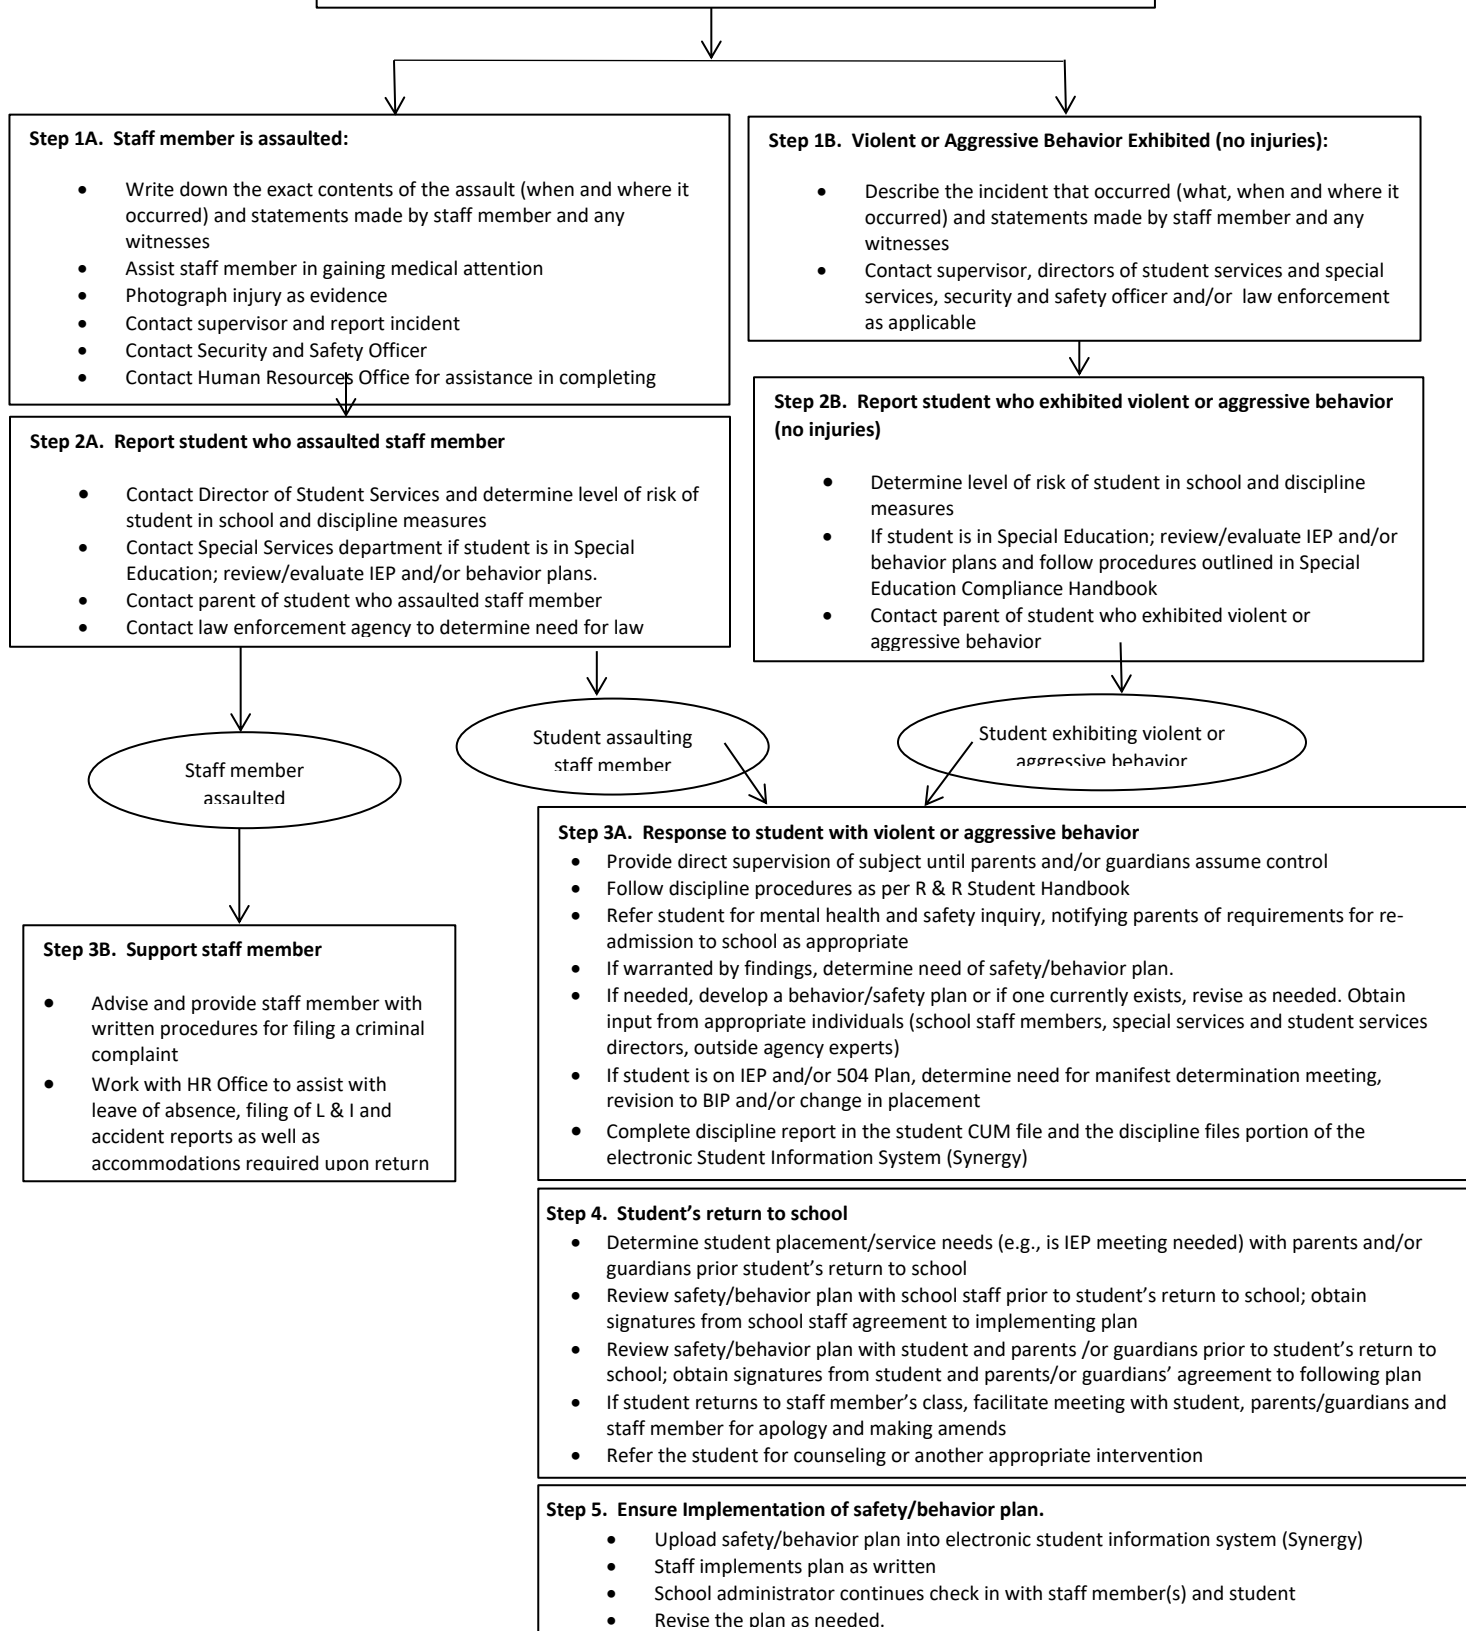 Step 1A. Staff member is assaulted:
• Write down the exact contents of the assault (when and where it
occurred) and statements made by staff member and any
witnesses
• Assist staff member in gaining medical attention
• Photograph injury as evidence
• Contact supervisor and report incident
• Contact Security and Safety Officer
• Contact Human Resources Office for assistance in completing
Step 1B. Violent or Aggressive Behavior Exhibited (no injuries):
• Describe the incident that occurred (what, when and where it
occurred) and statements made by staff member and any
witnesses
• Contact supervisor, directors of student services and special
services, security and safety officer and/or law enforcement
as applicable
Step 2A. Report student who assaulted staff member
• Contact Director of Student Services and determine level of risk of
student in school and discipline measures
• Contact Special Services department if student is in Special
Education; review/evaluate IEP and/or behavior plans.
• Contact parent of student who assaulted staff member
• Contact law enforcement agency to determine need for law
Step 2B. Report student who exhibited violent or aggressive behavior
(no injuries)
• Determine level of risk of student in school and discipline
measures
• If student is in Special Education; review/evaluate IEP and/or
behavior plans and follow procedures outlined in Special
Education Compliance Handbook
• Contact parent of student who exhibited violent or
aggressive behavior
Staff member
assaulted
Student assaulting
staff member
Student exhibiting violent or
aggressive behavior
Step 3A. Response to student with violent or aggressive behavior
• Provide direct supervision of subject until parents and/or guardians assume control
• Follow discipline procedures as per R & R Student Handbook
• Refer student for mental health and safety inquiry, notifying parents of requirements for re-
admission to school as appropriate
• If warranted by findings, determine need of safety/behavior plan.
• If needed, develop a behavior/safety plan or if one currently exists, revise as needed. Obtain
input from appropriate individuals (school staff members, special services and student services
directors, outside agency experts)
• If student is on IEP and/or 504 Plan, determine need for manifest determination meeting,
revision to BIP and/or change in placement
• Complete discipline report in the student CUM file and the discipline files portion of the
electronic Student Information System (Synergy)
Step 3B. Support staff member
• Advise and provide staff member with
written procedures for filing a criminal
complaint
• Work with HR Office to assist with
leave of absence, filing of L & I and
accident reports as well as
accommodations required upon return
Step 4. Student’s return to school
• Determine student placement/service needs (e.g., is IEP meeting needed) with parents and/or
guardians prior student’s return to school
• Review safety/behavior plan with school staff prior to student’s return to school; obtain
signatures from school staff agreement to implementing plan
• Review safety/behavior plan with student and parents /or guardians prior to student’s return to
school; obtain signatures from student and parents/or guardians’ agreement to following plan
• If student returns to staff member’s class, facilitate meeting with student, parents/guardians and
staff member for apology and making amends
• Refer the student for counseling or another appropriate intervention
Step 5. Ensure Implementation of safety/behavior plan.
• Upload safety/behavior plan into electronic student information system (Synergy)
• Staff implements plan as written
• School administrator continues check in with staff member(s) and student
• Revise the plan as needed.